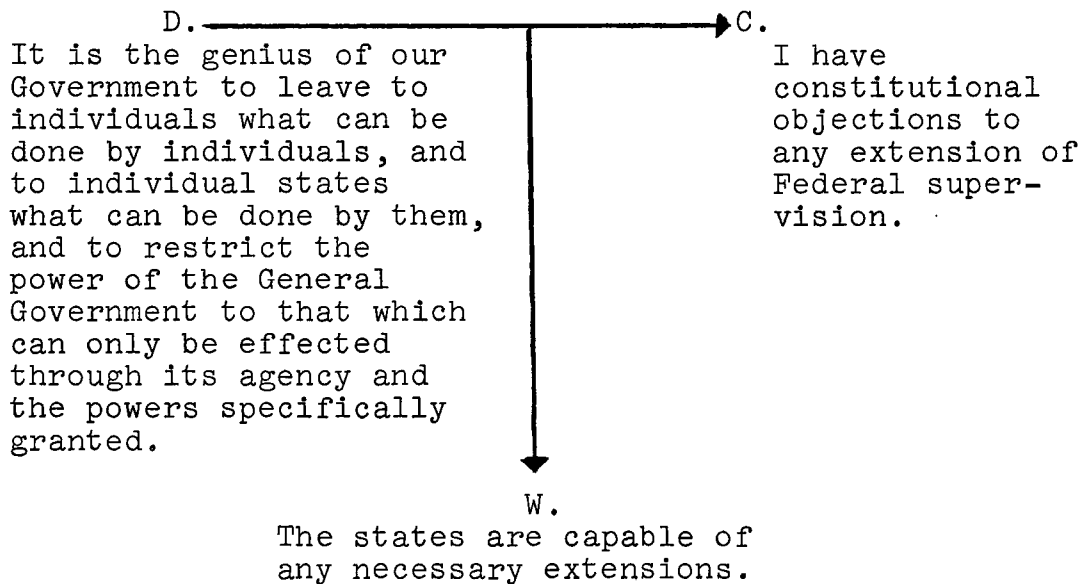 D. C.
It is the genius of our
Government to leave to
individuals what can be
done by individuals, and
to individual states
what can be done by them,
and to restrict the
power of the General
Government to that which
can only be effected
through its agency and
the powers specifically
granted.
I have
constitutional
objections to
any extension of
Federal super-
vision.
W.
The states are capable of
any necessary extensions.